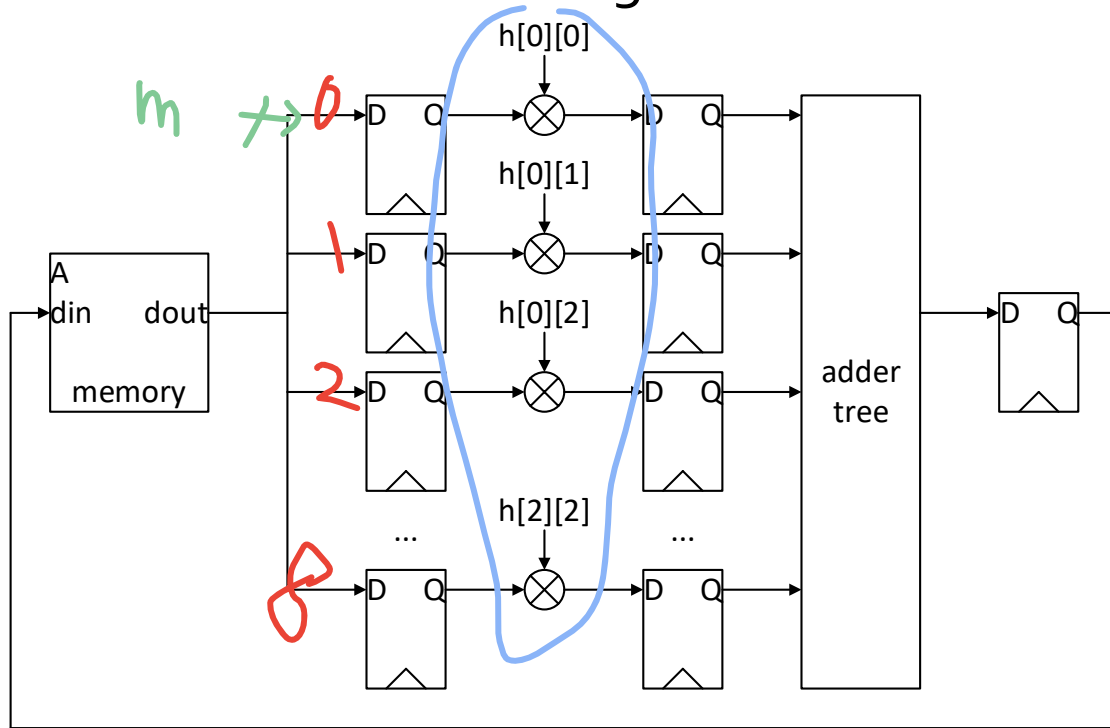 h[0][0]
m 0
D Q D Q
h[0][1]
1 D Q D Q
A
din dout
memory
h[0][2]
2 D Q D Q
adder
tree
D Q
h[2][2]
... ...
8 D Q D Q